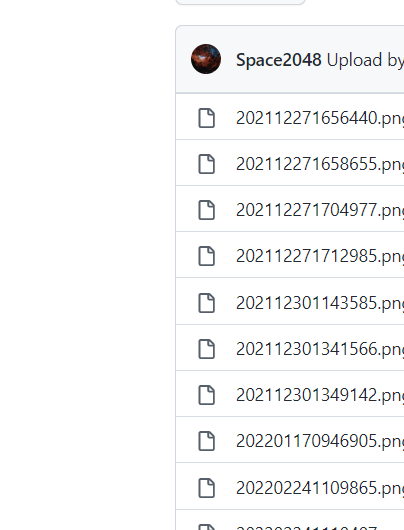 Space2048 Upload by
202112271656440.png
202112271658655.png
202112271704977.png
202112271712985.png
202112301143585.png
202112301341566.png
202112301349142.png
202201170946905.png
202202241109865.png